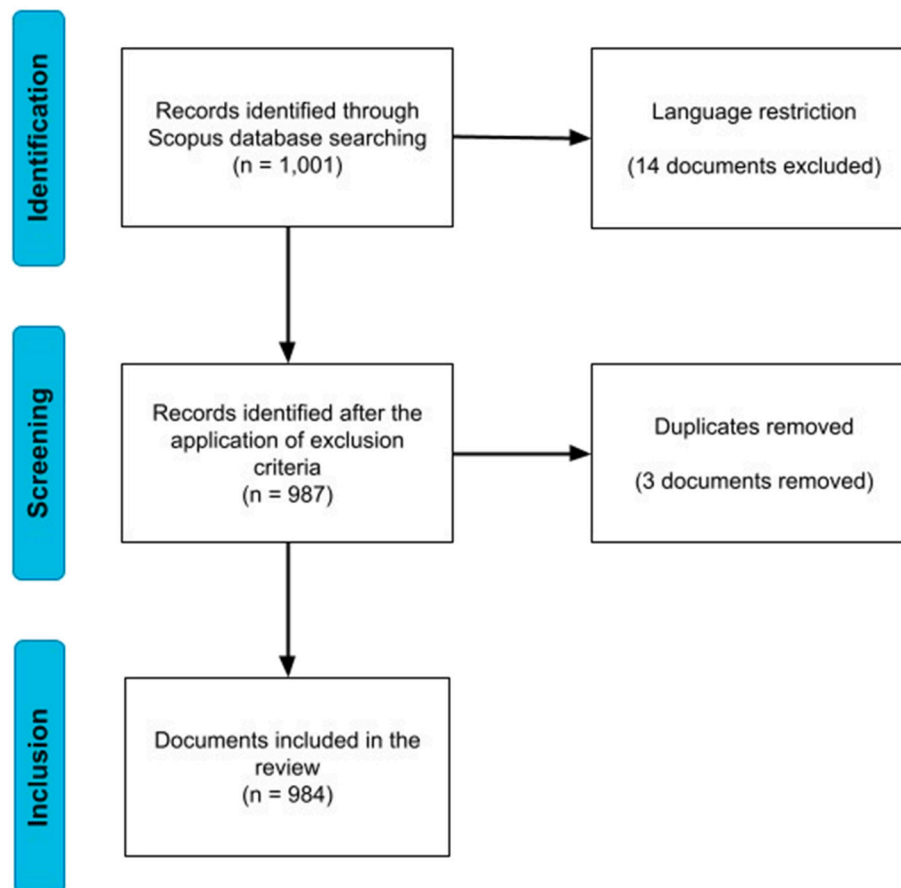 Identification
Records identified through
Scopus database searching
(n = 1,001)
Language restriction
(14 documents excluded)
Screening
Records identified after the
application of exclusion
criteria
(n = 987)
Duplicates removed
(3 documents removed)
Inclusion
Documents included in the
review
(n = 984)